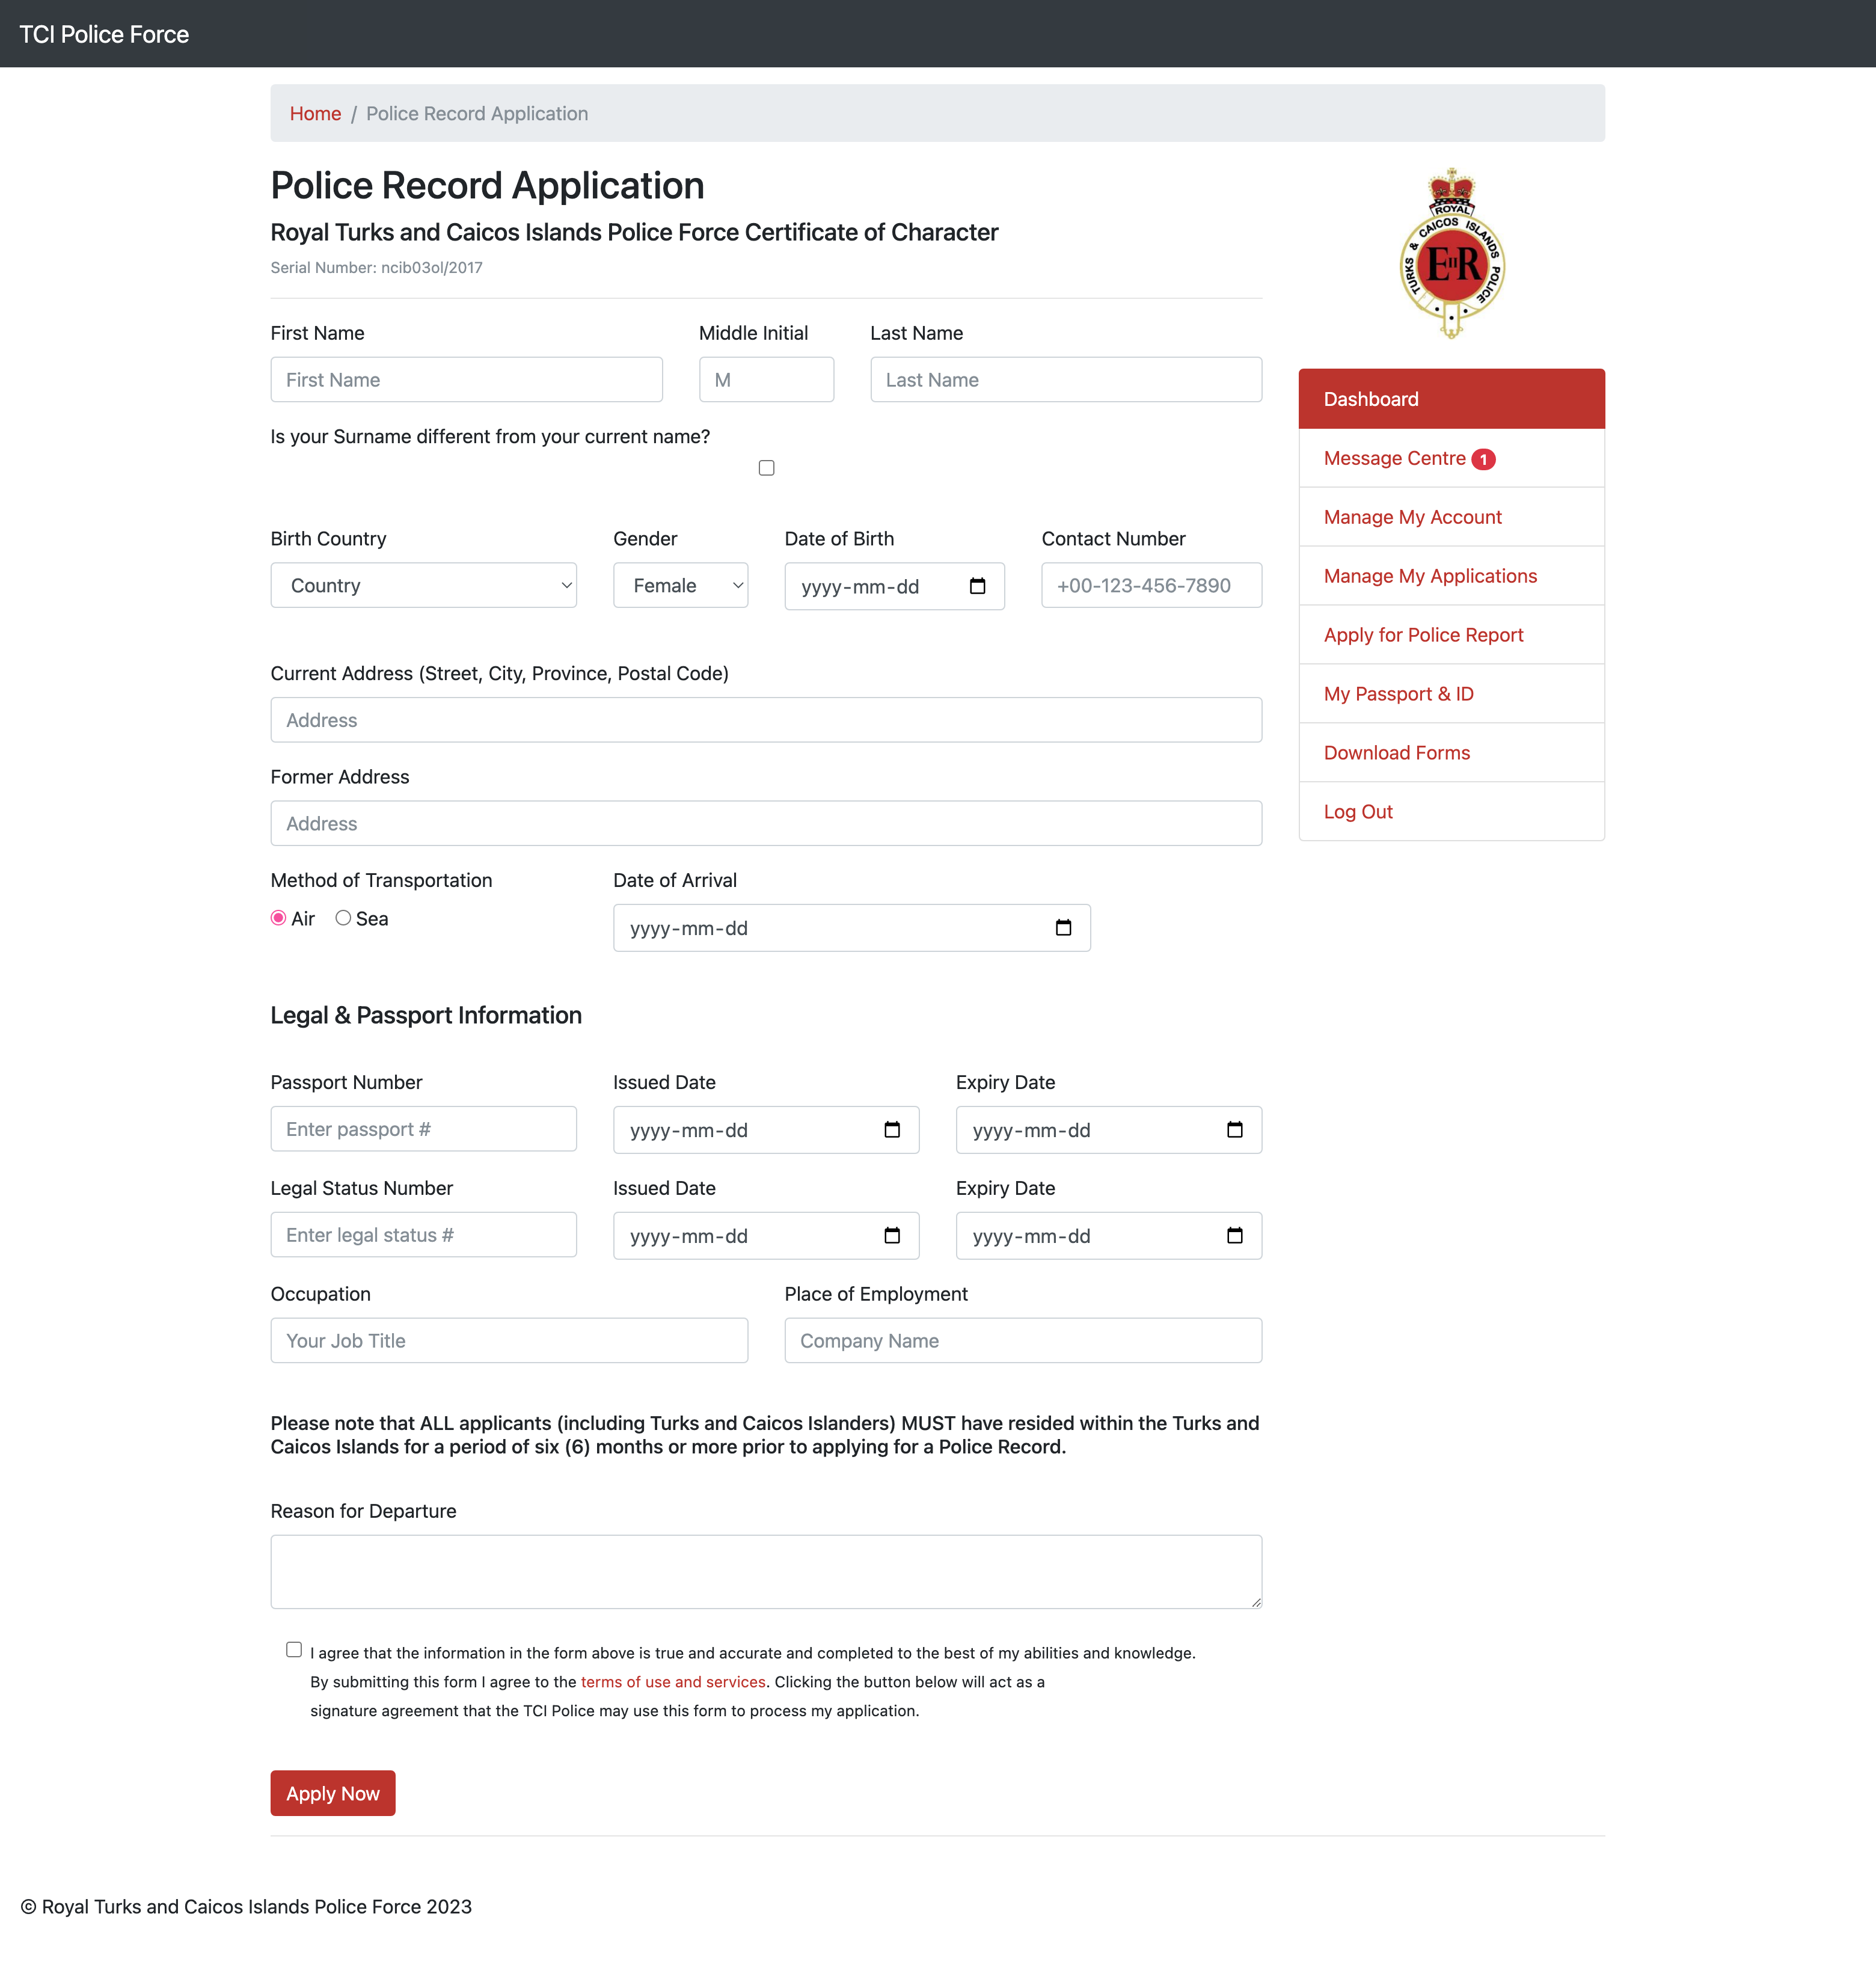 TCI Police Force
Home / Police Record Application
Police Record Application
Royal Turks and Caicos Islands Police Force Certificate of Character
Serial Number: ncib03ol/2017
First Name
Middle Initial
Last Name
First Name
M
Last Name
Is your Surname different from your current name?
Birth Country
Gender
Date of Birth
Contact Number
Country
Female
yyyy-mm-dd
+00-123-456-7890
Current Address (Street, City, Province, Postal Code)
Address
Former Address
Address
Method of Transportation
Date of Arrival
Air
Sea
yyyy-mm-dd
Legal & Passport Information
Passport Number
Issued Date
Expiry Date
Enter passport #
yyyy-mm-dd
yyyy-mm-dd
Legal Status Number
Issued Date
Expiry Date
Enter legal status #
yyyy-mm-dd
yyyy-mm-dd
Occupation
Place of Employment
Your Job Title
Company Name
Please note that ALL applicants (including Turks and Caicos Islanders) MUST have resided within the Turks and
Caicos Islands for a period of six (6) months or more prior to applying for a Police Record.
Reason for Departure
I agree that the information in the form above is true and accurate and completed to the best of my abilities and knowledge.
By submitting this form I agree to the terms of use and services. Clicking the button below will act as a
signature agreement that the TCI Police may use this form to process my application.
Apply Now
ROYAL
TURKS & CAICOS ISLANDS POLICE
EIIR
Dashboard
Message Centre 1
Manage My Account
Manage My Applications
Apply for Police Report
My Passport & ID
Download Forms
Log Out
© Royal Turks and Caicos Islands Police Force 2023